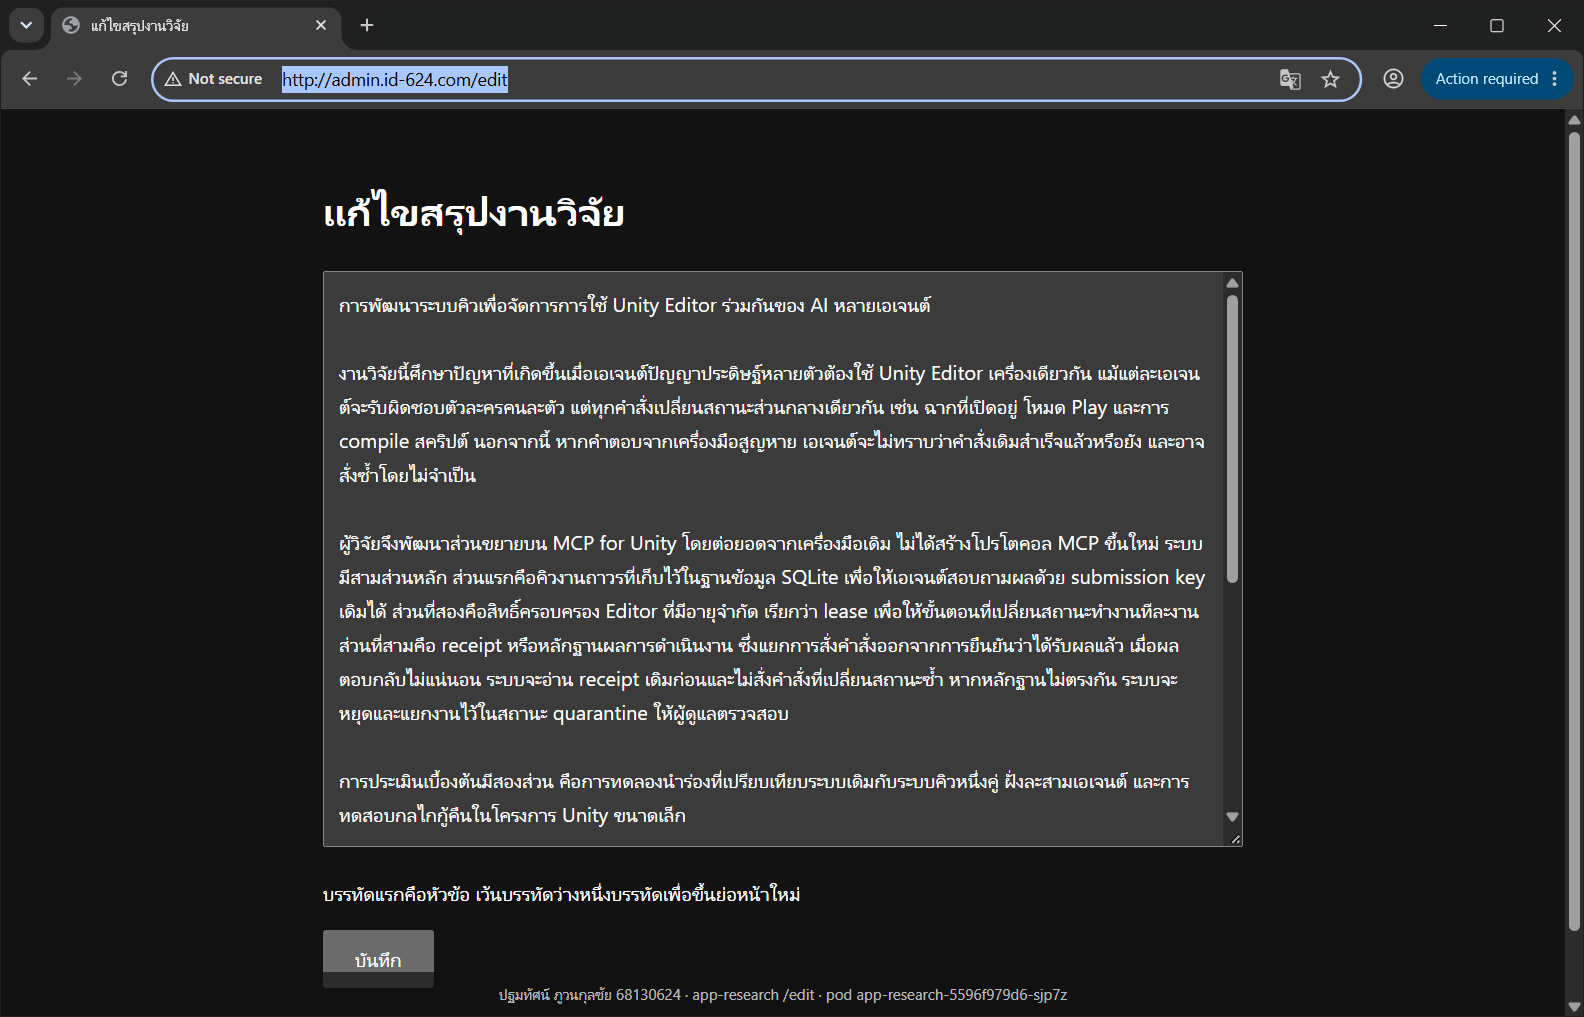 แก้ไขสรุปงานวิจัย
Not secure
http://admin.id-624.com/edit
Action required
แก้ไขสรุปงานวิจัย
การพัฒนาระบบคิวเพื่อจัดการการใช้ Unity Editor ร่วมกันของ AI หลายเอเจนต์
งานวิจัยนี้ศึกษาปัญหาที่เกิดขึ้นเมื่อเอเจนต์ปัญญาประดิษฐ์หลายตัวต้องใช้ Unity Editor เครื่องเดียวกัน แม้แต่ละเอเจน
ต์จะรับผิดชอบตัวละครคนละตัว แต่ทุกคำสั่งเปลี่ยนสถานะส่วนกลางเดียวกัน เช่น ฉากที่เปิดอยู่ โหมด Play และการ
compile สคริปต์ นอกจากนี้ หากคำตอบจากเครื่องมือสูญหาย เอเจนต์จะไม่ทราบว่าคำสั่งเดิมสำเร็จแล้วหรือยัง และอาจ
สั่งซ้ำโดยไม่จำเป็น
ผู้วิจัยจึงพัฒนาส่วนขยายบน MCP for Unity โดยต่อยอดจากเครื่องมือเดิม ไม่ได้สร้างโปรโตคอล MCP ขึ้นใหม่ ระบบ
มีสามส่วนหลัก ส่วนแรกคือคิวงานถาวรที่เก็บไว้ในฐานข้อมูล SQLite เพื่อให้เอเจนต์สอบถามผลด้วย submission key
เดิมได้ ส่วนที่สองคือสิทธิ์ครอบครอง Editor ที่มีอายุจำกัด เรียกว่า lease เพื่อให้ขั้นตอนที่เปลี่ยนสถานะทำงานทีละงาน
ส่วนที่สามคือ receipt หรือหลักฐานผลการดำเนินงาน ซึ่งแยกการสั่งคำสั่งออกจากการยืนยันว่าได้รับผลแล้ว เมื่อผล
ตอบกลับไม่แน่นอน ระบบจะอ่าน receipt เดิมก่อนและไม่สั่งคำสั่งที่เปลี่ยนสถานะซ้ำ หากหลักฐานไม่ตรงกัน ระบบจะ
หยุดและแยกงานไว้ในสถานะ quarantine ให้ผู้ดูแลตรวจสอบ
การประเมินเบื้องต้นมีสองส่วน คือการทดลองนำร่องที่เปรียบเทียบระบบเดิมกับระบบคิวหนึ่งคู่ ฝั่งละสามเอเจนต์ และการ
ทดสอบกลไกกู้คืนในโครงการ Unity ขนาดเล็ก
บรรทัดแรกคือหัวข้อ เว้นบรรทัดว่างหนึ่งบรรทัดเพื่อขึ้นย่อหน้าใหม่
บันทึก
ปฐมทัศน์ ภูวนกุลชัย 68130624 · app-research /edit · pod app-research-5596f979d6-sjp7z